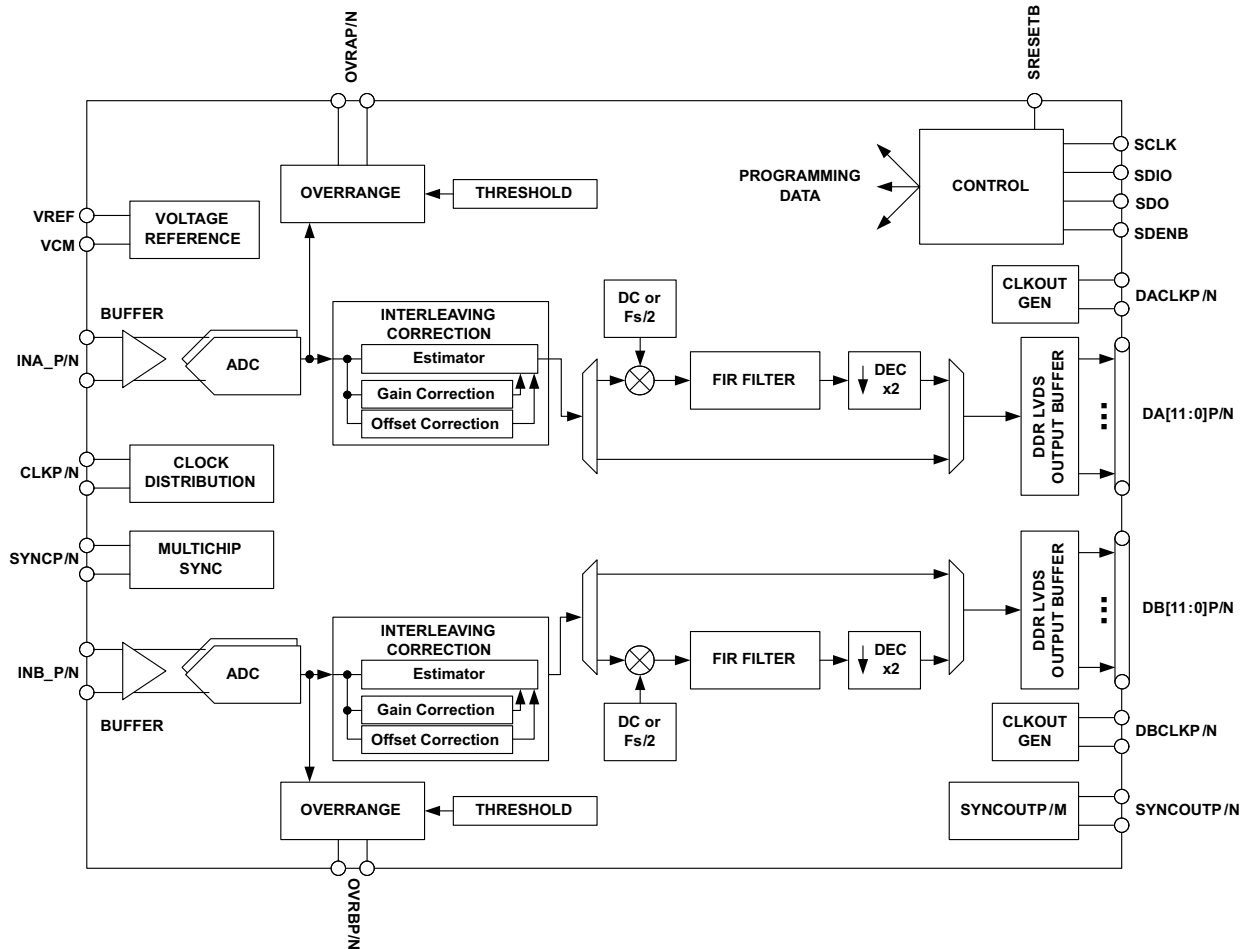 OVRAP/N
SRESETB
OVERRANGE
THRESHOLD
PROGRAMMING
DATA
CONTROL
SCLK
SDIO
SDO
SDENB
VREF
VCM
VOLTAGE
REFERENCE
CLKOUT
GEN
DACLKP/N
BUFFER
INA_P/N
ADC
INTERLEAVING
CORRECTION
Estimator
Gain Correction
Offset Correction
DC or
Fs/2
FIR FILTER
DEC
x2
DDR LVDS
OUTPUT BUFFER
DA[11:0]P/N
CLKP/N
CLOCK
DISTRIBUTION
SYNCP/N
MULTICHIP
SYNC
INB_P/N
ADC
BUFFER
INTERLEAVING
CORRECTION
Estimator
Gain Correction
Offset Correction
FIR FILTER
DEC
x2
DC or
Fs/2
DDR LVDS
OUTPUT BUFFER
DB[11:0]P/N
CLKOUT
GEN
DBCLKP/N
OVERRANGE
THRESHOLD
SYNCOUTP/M
SYNCOUTP/N
OVRBP/N